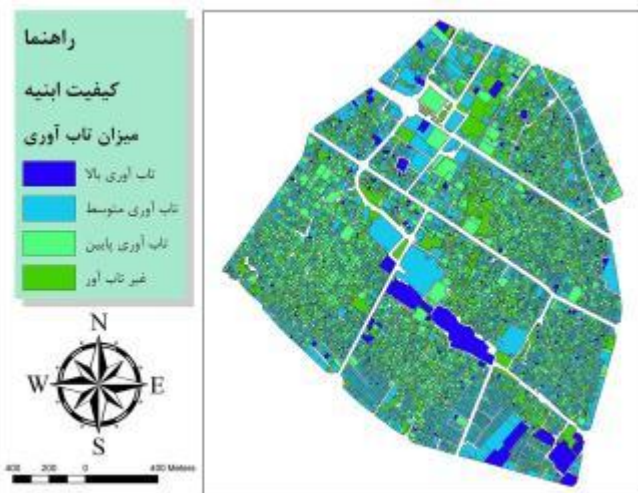 راهنما
کیفیت ابنیه
میزان تاب آوری
تاب آوری بالا
تاب آوری متوسط
تاب آوری پایین
غیر تاب آور
N
W E
S
400 200 0 400 Meters